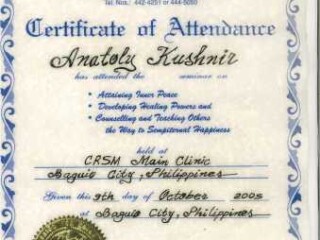 Tel. Nos.: 442-4251 or 444-5050
Certificate of Attendance
Anatoly Kushnir
has attended the seminar on
• Attaining Inner Peace
• Developing Healing Prowres and
• Counselling and Teaching Others
the Way to Sempiternal Happiness
held at
CRSM Main Clinic
Baguio City, Philippines
Given this 9th day of October 2005
at Baguio City, Philippines